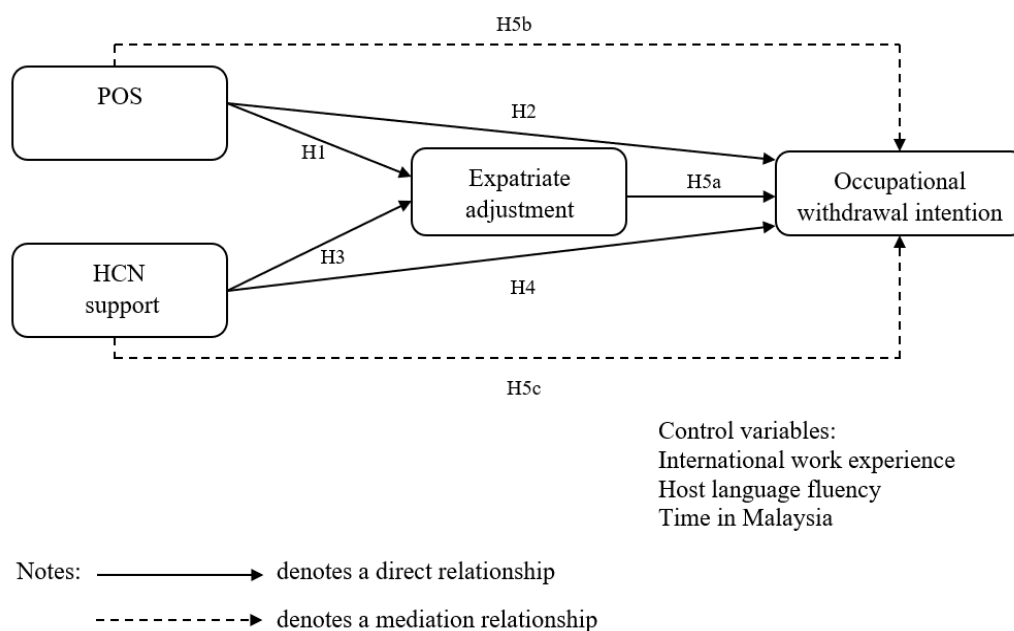 H5b
POS
H2
H1
Expatriate
adjustment
H5a
Occupational
withdrawal intention
HCN
support
H3
H4
H5c
Control variables:
International work experience
Host language fluency
Time in Malaysia
Notes:
denotes a direct relationship
denotes a mediation relationship